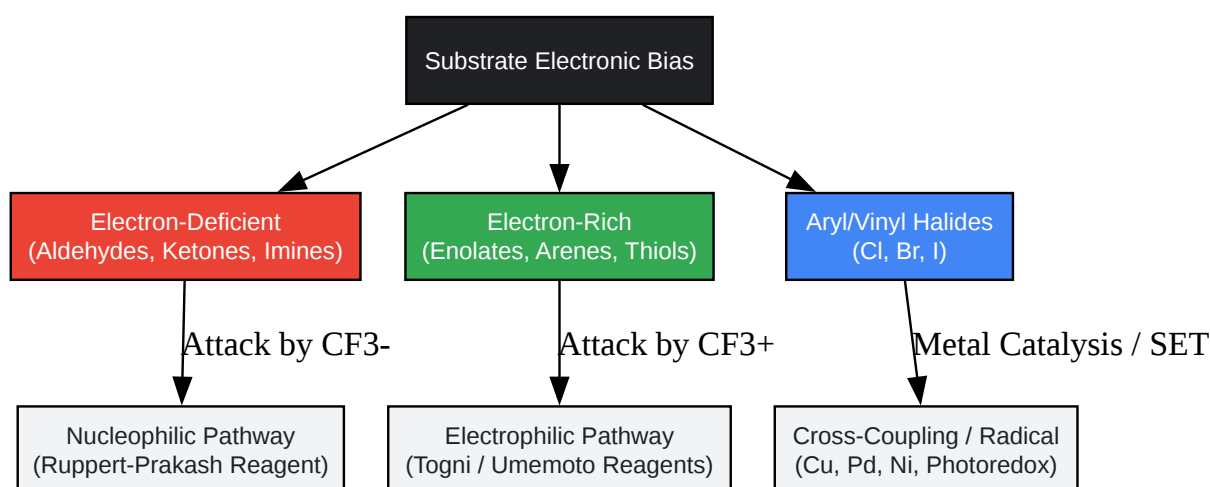 Substrate Electronic Bias
Electron-Deficient
(Aldehydes, Ketones, Imines)
Electron-Rich
(Enolates, Arenes, Thiols)
Aryl/Vinyl Halides
(Cl, Br, I)
Attack by CF3-
Attack by CF3+
Metal Catalysis / SET
Nucleophilic Pathway
(Ruppert-Prakash Reagent)
Electrophilic Pathway
(Togni / Umemoto Reagents)
Cross-Coupling / Radical
(Cu, Pd, Ni, Photoredox)